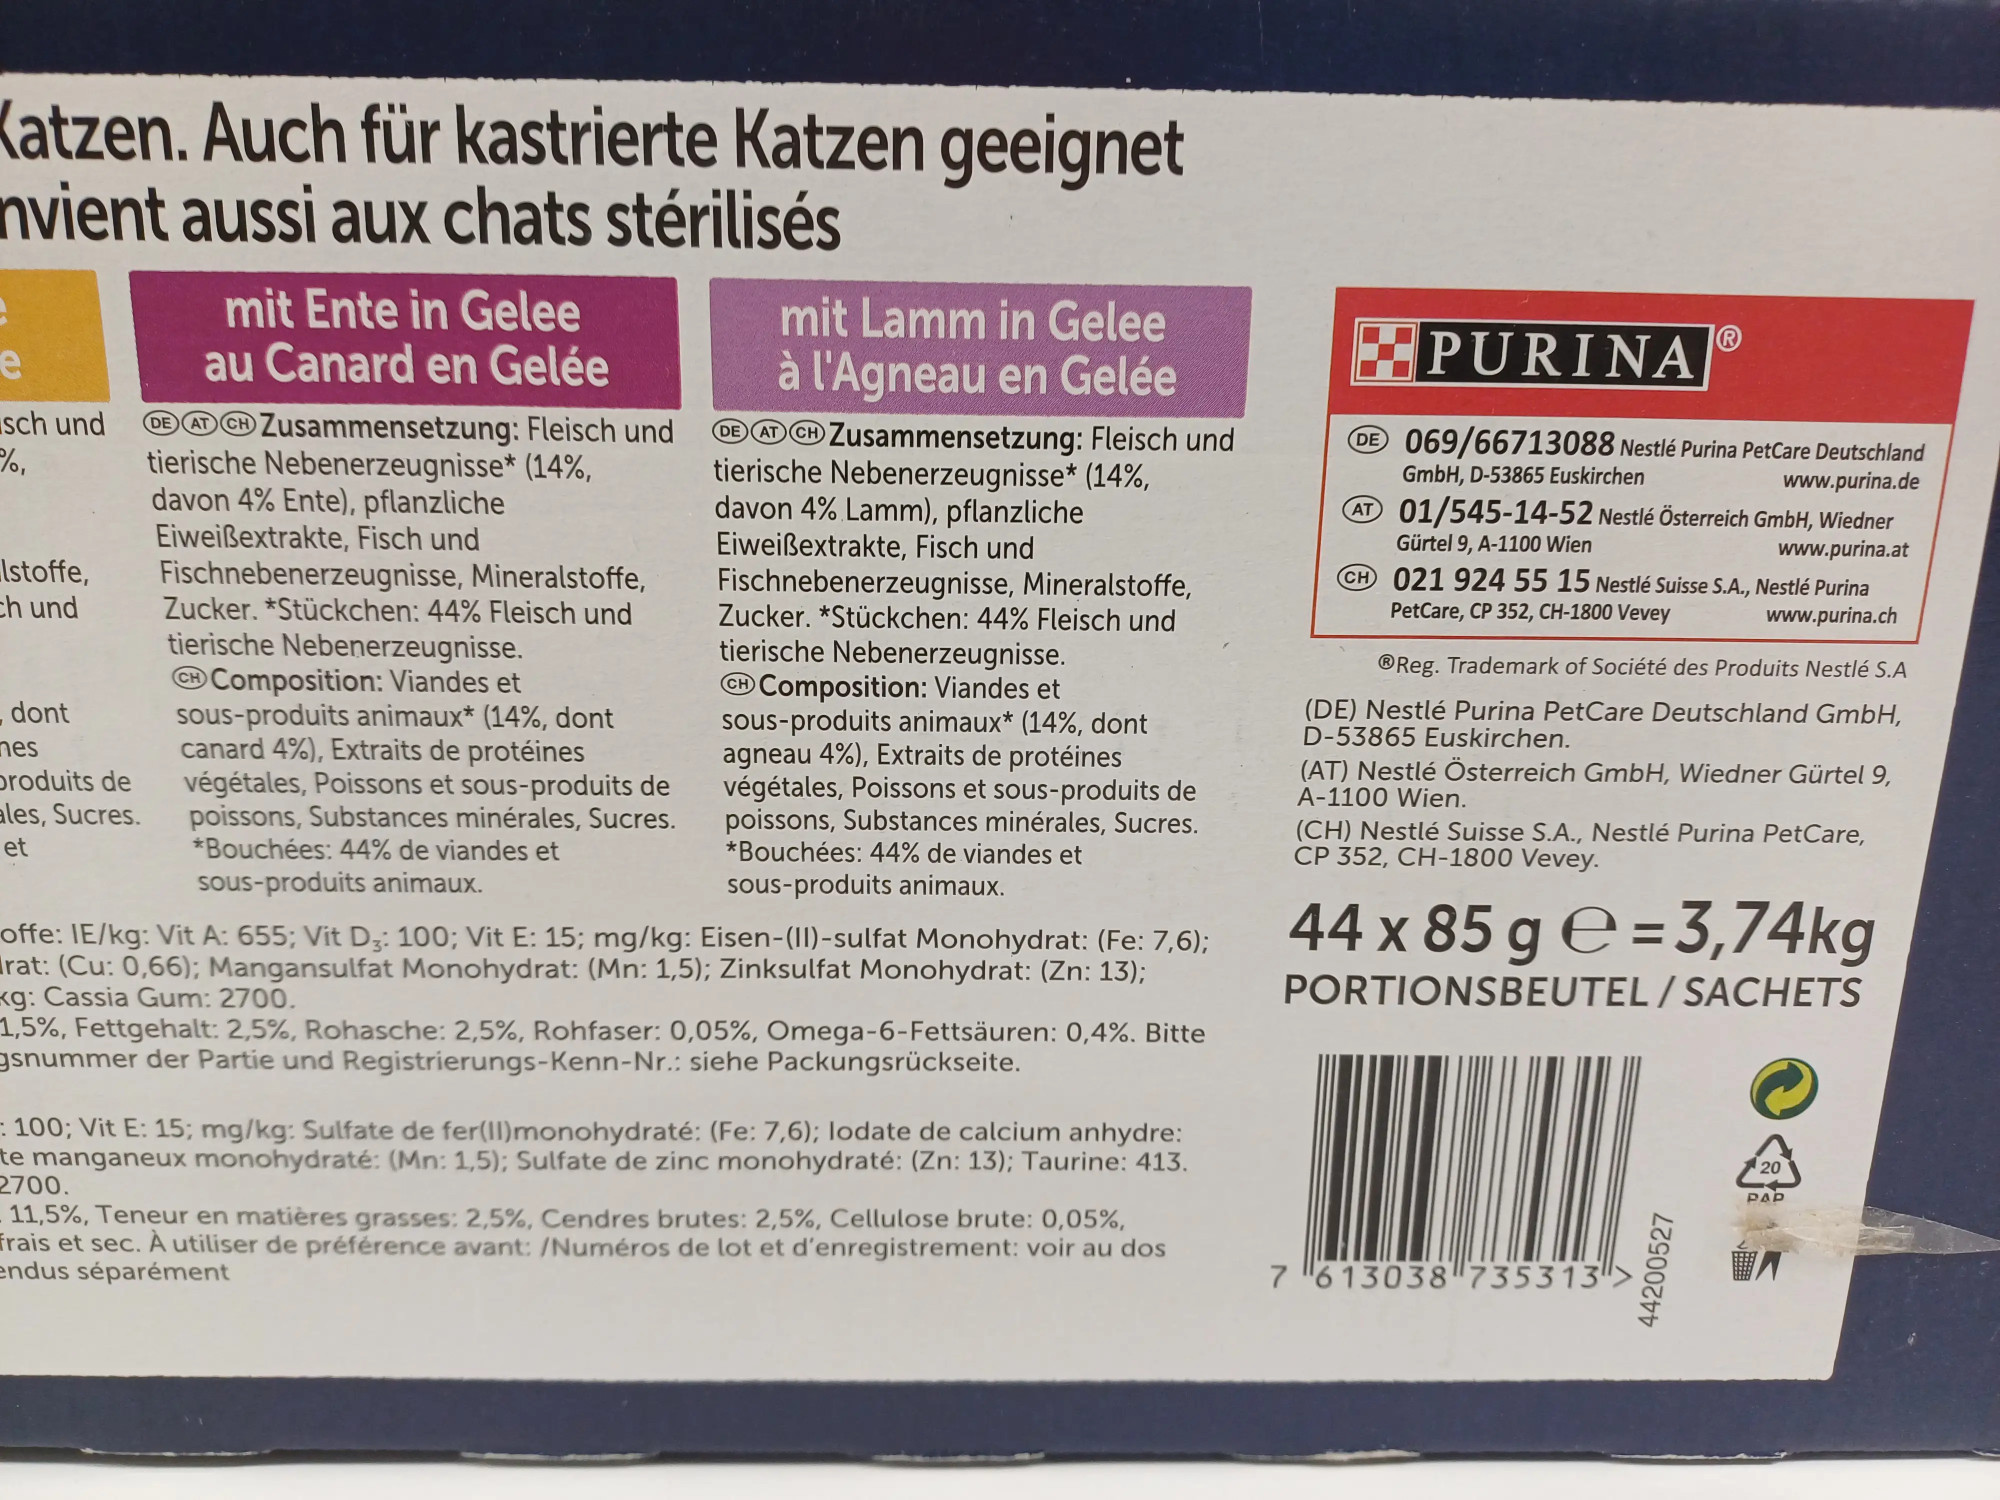 Katzen. Auch für kastrierte Katzen geeignet
nvient aussi aux chats stérilisés
e
e
sch und
%,
lstoffe,
ch und
, dont
nes
produits de
ales, Sucres.
et
mit Ente in Gelee
au Canard en Gelée
DE AT CH Zusammensetzung: Fleisch und
tierische Nebenerzeugnisse* (14%,
davon 4% Ente), pflanzliche
Eiweißextrakte, Fisch und
Fischnebenerzeugnisse, Mineralstoffe,
Zucker. *Stückchen: 44% Fleisch und
tierische Nebenerzeugnisse.
CH Composition: Viandes et
sous-produits animaux* (14%, dont
canard 4%), Extraits de protéines
végétales, Poissons et sous-produits de
poissons, Substances minérales, Sucres.
*Bouchées: 44% de viandes et
sous-produits animaux.
mit Lamm in Gelee
à l'Agneau en Gelée
DE AT CH Zusammensetzung: Fleisch und
tierische Nebenerzeugnisse* (14%,
davon 4% Lamm), pflanzliche
Eiweißextrakte, Fisch und
Fischnebenerzeugnisse, Mineralstoffe,
Zucker. *Stückchen: 44% Fleisch und
tierische Nebenerzeugnisse.
CH Composition: Viandes et
sous-produits animaux* (14%, dont
agneau 4%), Extraits de protéines
végétales, Poissons et sous-produits de
poissons, Substances minérales, Sucres.
*Bouchées: 44% de viandes et
sous-produits animaux.
offe: IE/kg: Vit A: 655; Vit D3: 100; Vit E: 15; mg/kg: Eisen-(II)-sulfat Monohydrat: (Fe: 7,6);
drat: (Cu: 0,66); Mangansulfat Monohydrat: (Mn: 1,5); Zinksulfat Monohydrat: (Zn: 13);
kg: Cassia Gum: 2700.
1,5%, Fettgehalt: 2,5%, Rohasche: 2,5%, Rohfaser: 0,05%, Omega-6-Fettsäuren: 0,4%. Bitte
gsnummer der Partie und Registrierungs-Kenn-Nr.: siehe Packungsrückseite.
: 100; Vit E: 15; mg/kg: Sulfate de fer(II)monohydraté: (Fe: 7,6); Iodate de calcium anhydre:
te manganeux monohydraté: (Mn: 1,5); Sulfate de zinc monohydraté: (Zn: 13); Taurine: 413.
2700.
11,5%, Teneur en matières grasses: 2,5%, Cendres brutes: 2,5%, Cellulose brute: 0,05%,
frais et sec. À utiliser de préférence avant: /Numéros de lot et d'enregistrement: voir au dos
endus séparément
PURINA®
DE 069/66713088 Nestlé Purina PetCare Deutschland
GmbH, D-53865 Euskirchen www.purina.de
AT 01/545-14-52 Nestlé Österreich GmbH, Wiedner
Gürtel 9, A-1100 Wien www.purina.at
CH 021 924 55 15 Nestlé Suisse S.A., Nestlé Purina
PetCare, CP 352, CH-1800 Vevey www.purina.ch
®Reg. Trademark of Société des Produits Nestlé S.A
(DE) Nestlé Purina PetCare Deutschland GmbH,
D-53865 Euskirchen.
(AT) Nestlé Österreich GmbH, Wiedner Gürtel 9,
A-1100 Wien.
(CH) Nestlé Suisse S.A., Nestlé Purina PetCare,
CP 352, CH-1800 Vevey.
44 x 85 g e = 3,74kg
PORTIONSBEUTEL / SACHETS
7 613038 735313 >
44200527
20
PAP